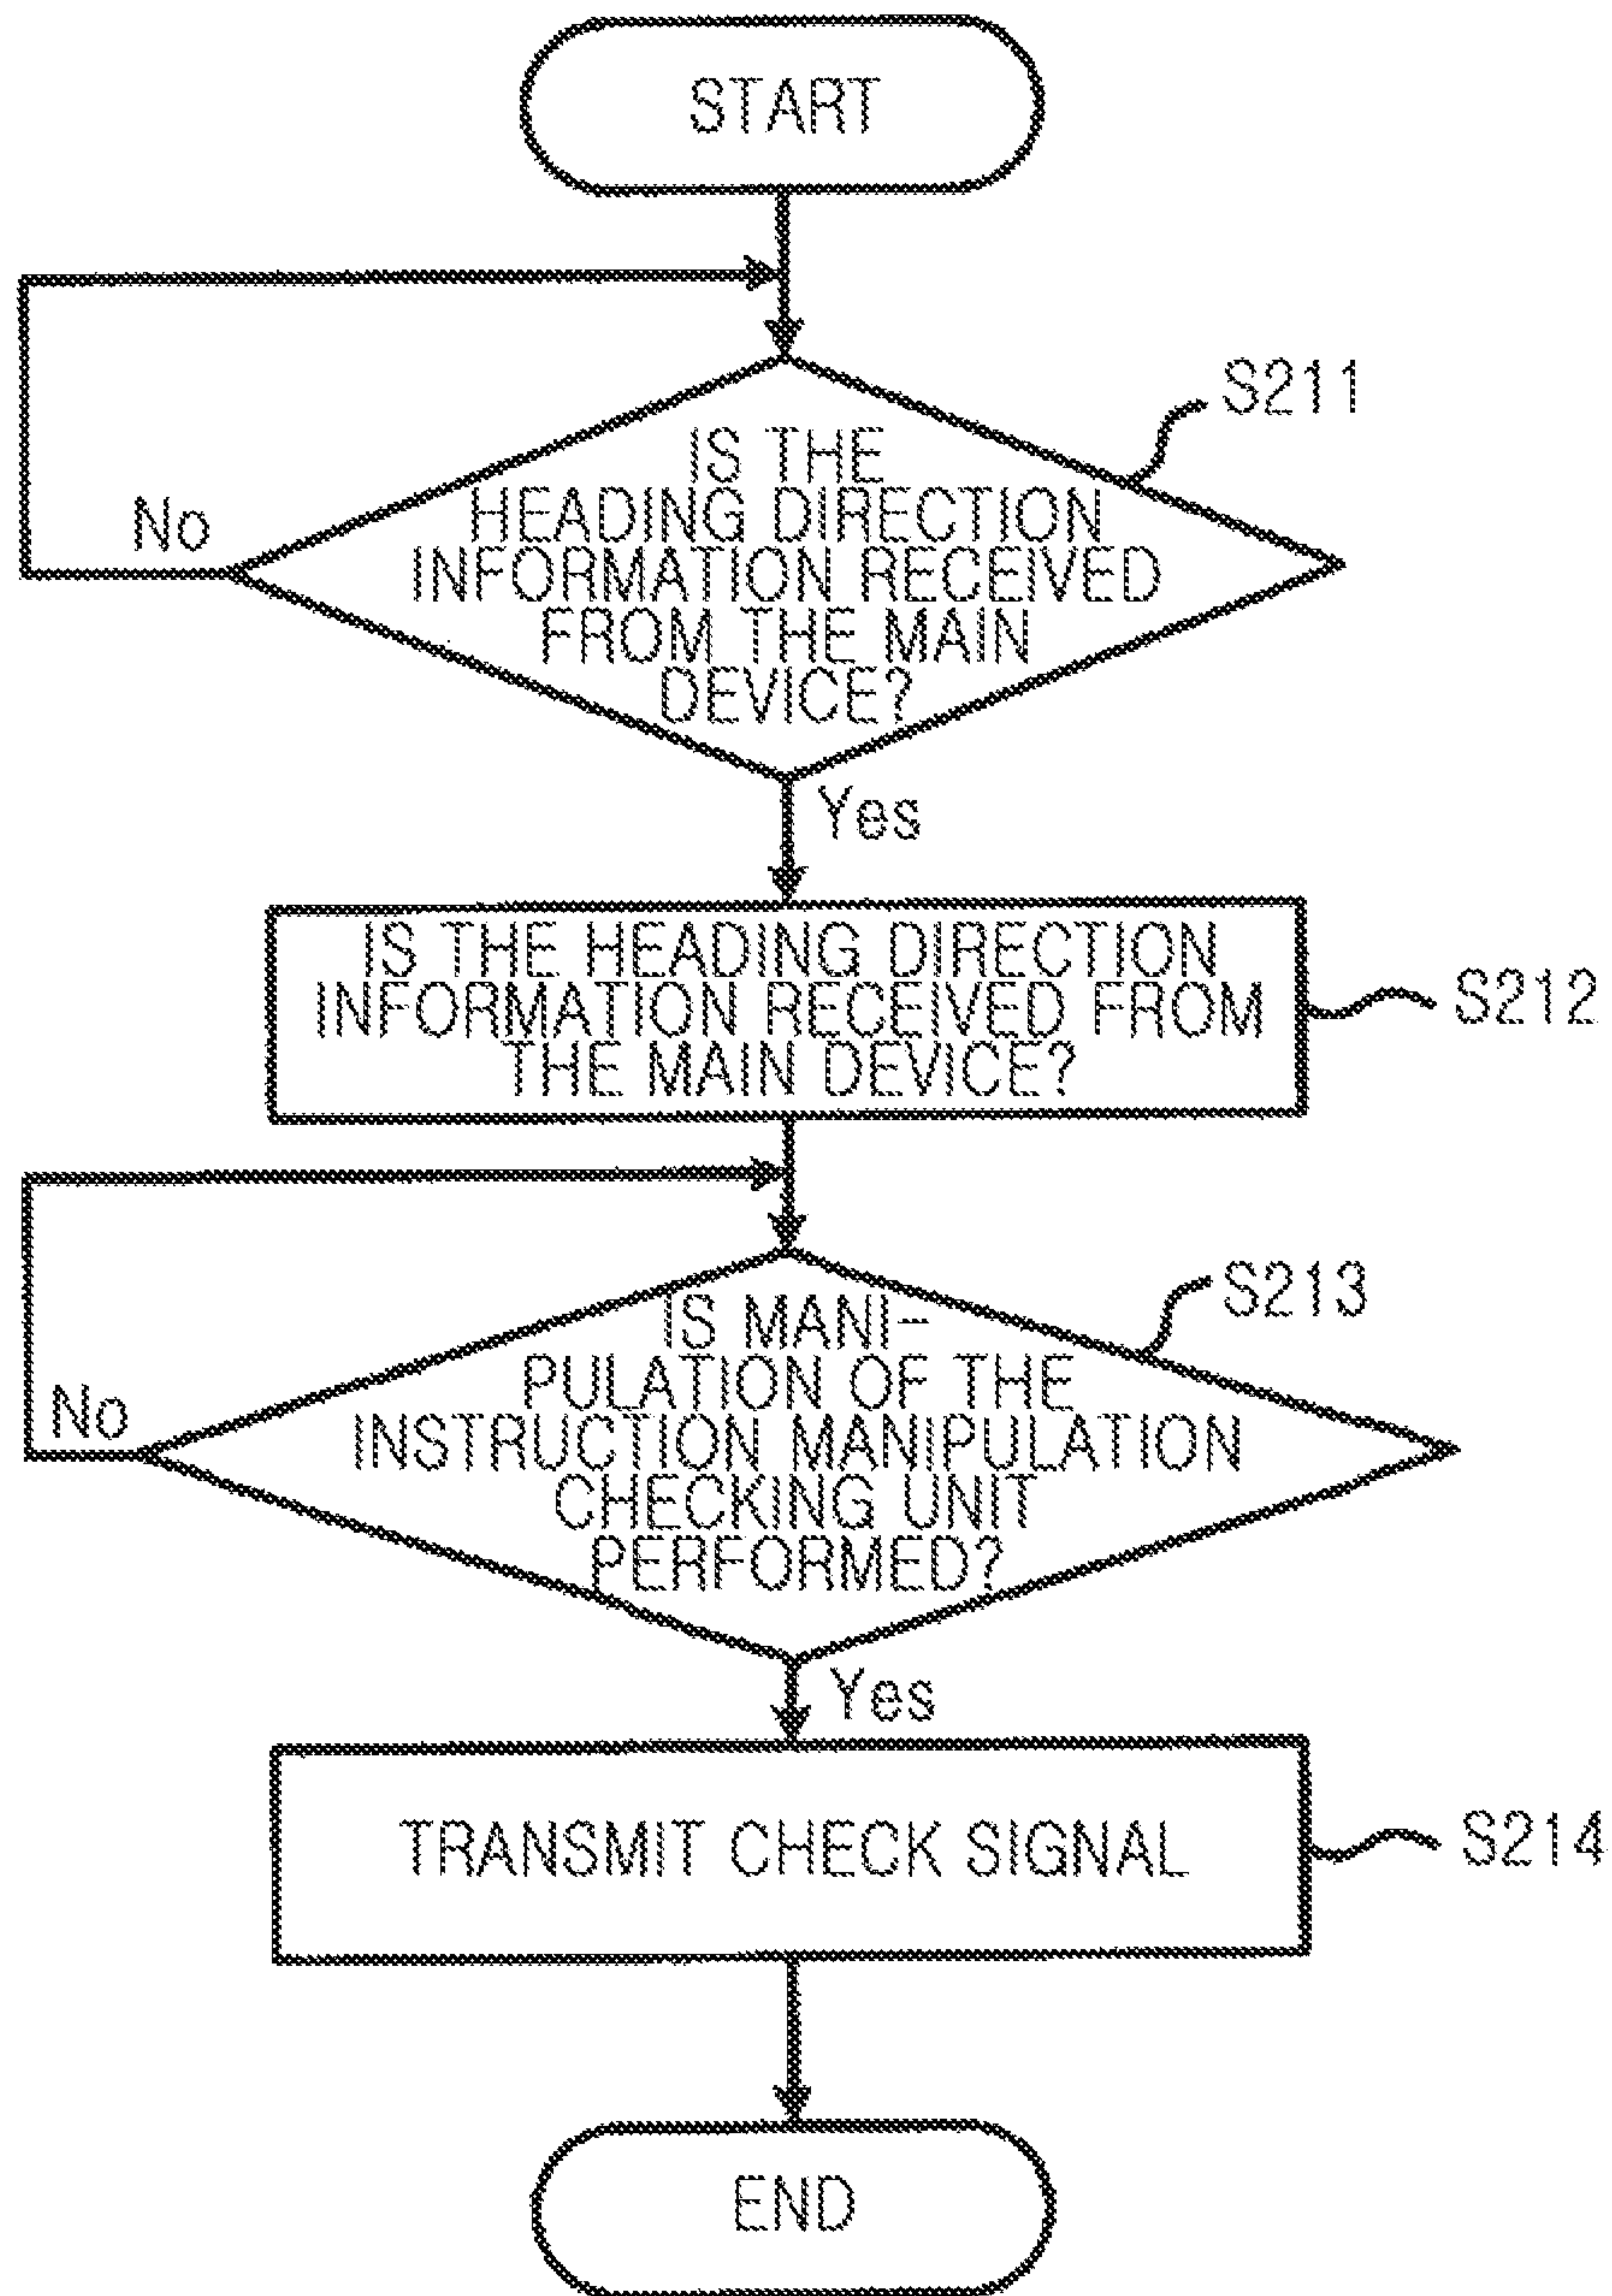 START
S211
IS THE
HEADING DIRECTION
INFORMATION RECEIVED
FROM THE MAIN
DEVICE?
No
Yes
IS THE HEADING DIRECTION
INFORMATION RECEIVED FROM
THE MAIN DEVICE?
S212
S213
IS MANI-
PULATION OF THE
INSTRUCTION MANIPULATION
CHECKING UNIT
PERFORMED?
No
Yes
TRANSMIT CHECK SIGNAL
S214
END